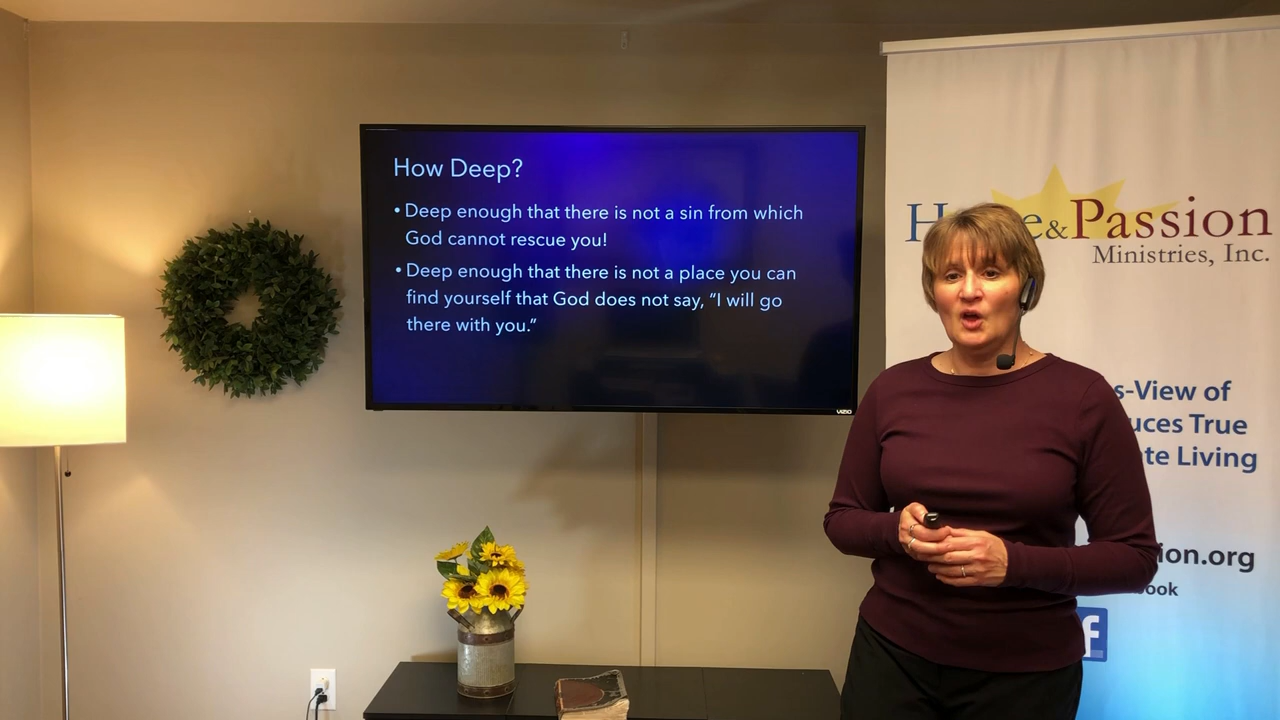 How Deep?
• Deep enough that there is not a sin from which
God cannot rescue you!
• Deep enough that there is not a place you can
find yourself that God does not say, “I will go
there with you.”
VIZIO
&Passion
Ministries, Inc.
s-View of
uces True
te Living
ion.org
ook
f